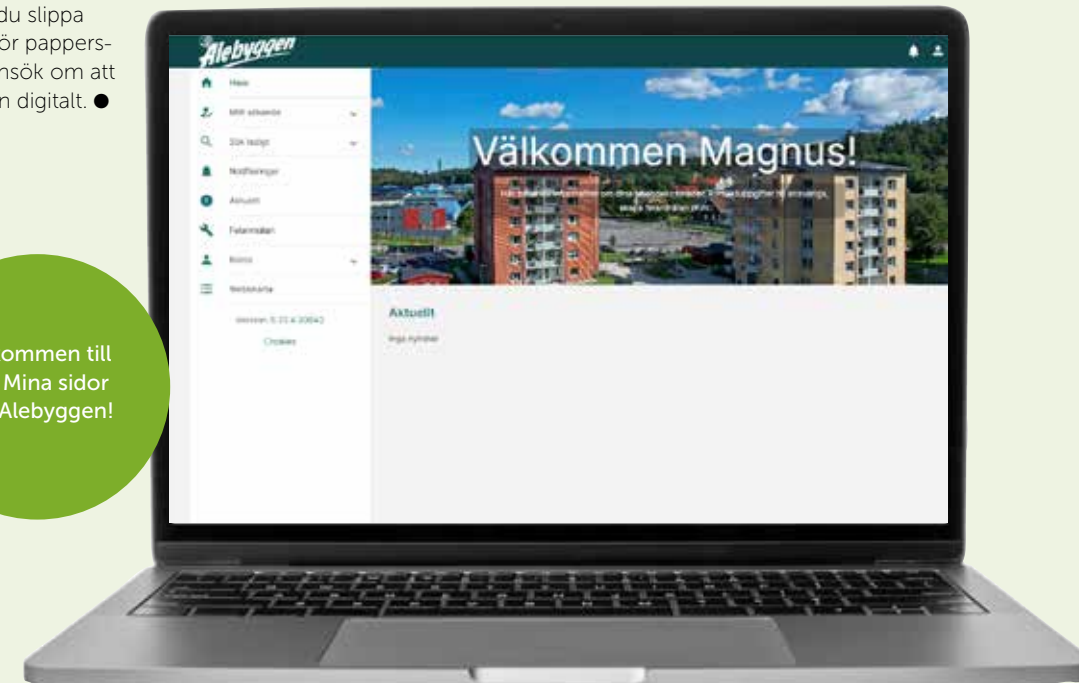 du slippa
ör pappers-
nsök om att
n digitalt. ●
ommen till
Mina sidor
Alebyggen!
Alebyggen
Hem
Mitt
Sök ledigt
Notifieringar
Aktuellt
Felanmälan
Konto
Webbkarta
Version
Cookies
Välkommen Magnus!
Aktuellt
Inga nyheter